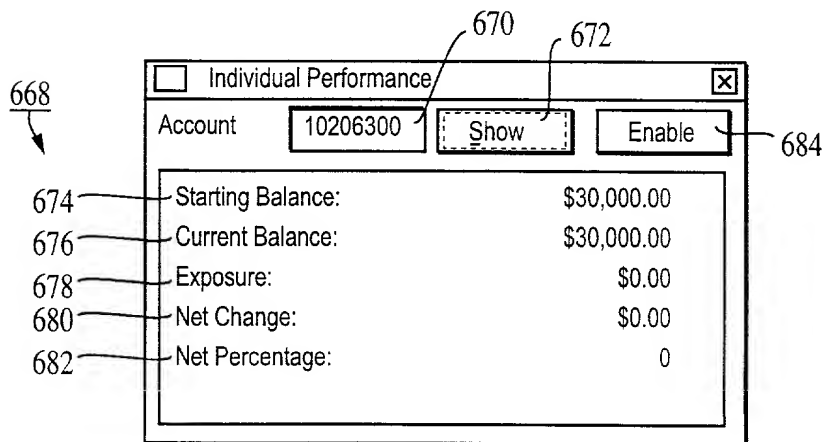 670
672
668
Individual Performance
Account 10206300 Show Enable
684
674 Starting Balance: $30,000.00
676 Current Balance: $30,000.00
678 Exposure: $0.00
680 Net Change: $0.00
682 Net Percentage: 0